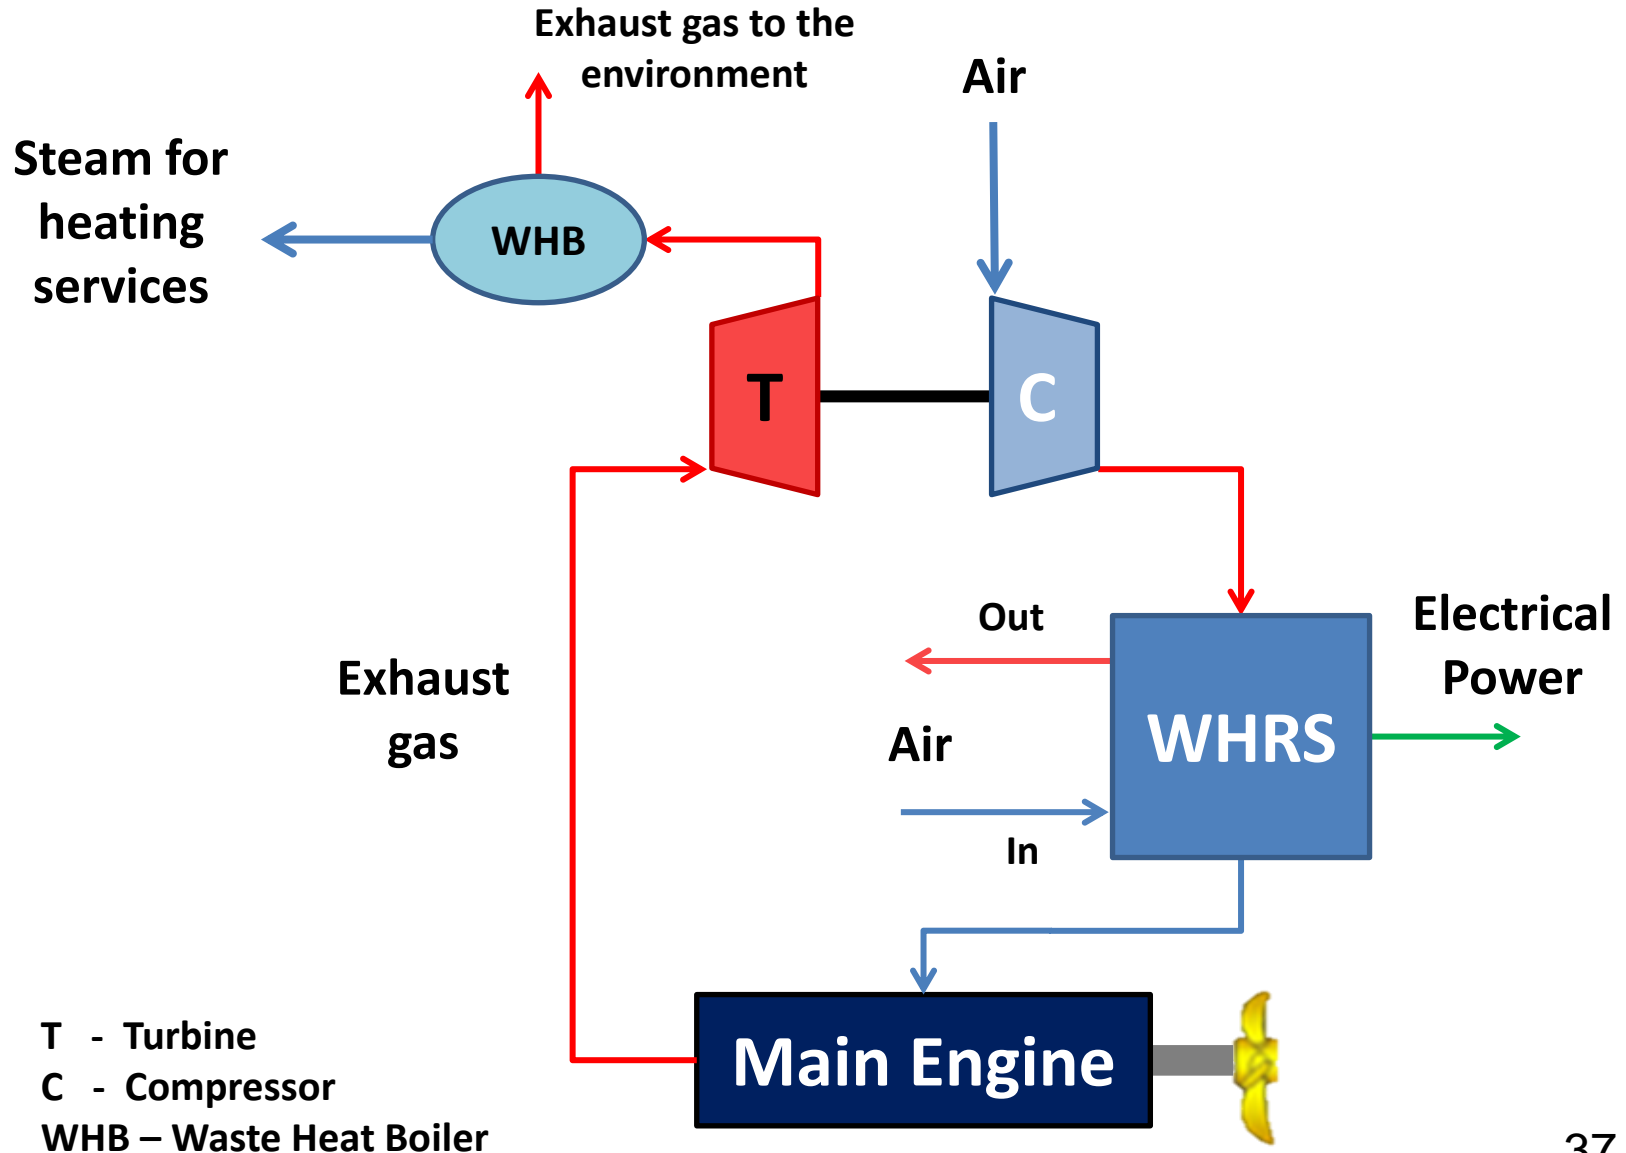 Exhaust gas to the
environment
Air
Steam for
heating
services
WHB
T
C
Out
Electrical
Power
Exhaust
gas
Air
WHRS
In
Main Engine
T - Turbine
C - Compressor
WHB – Waste Heat Boiler
37